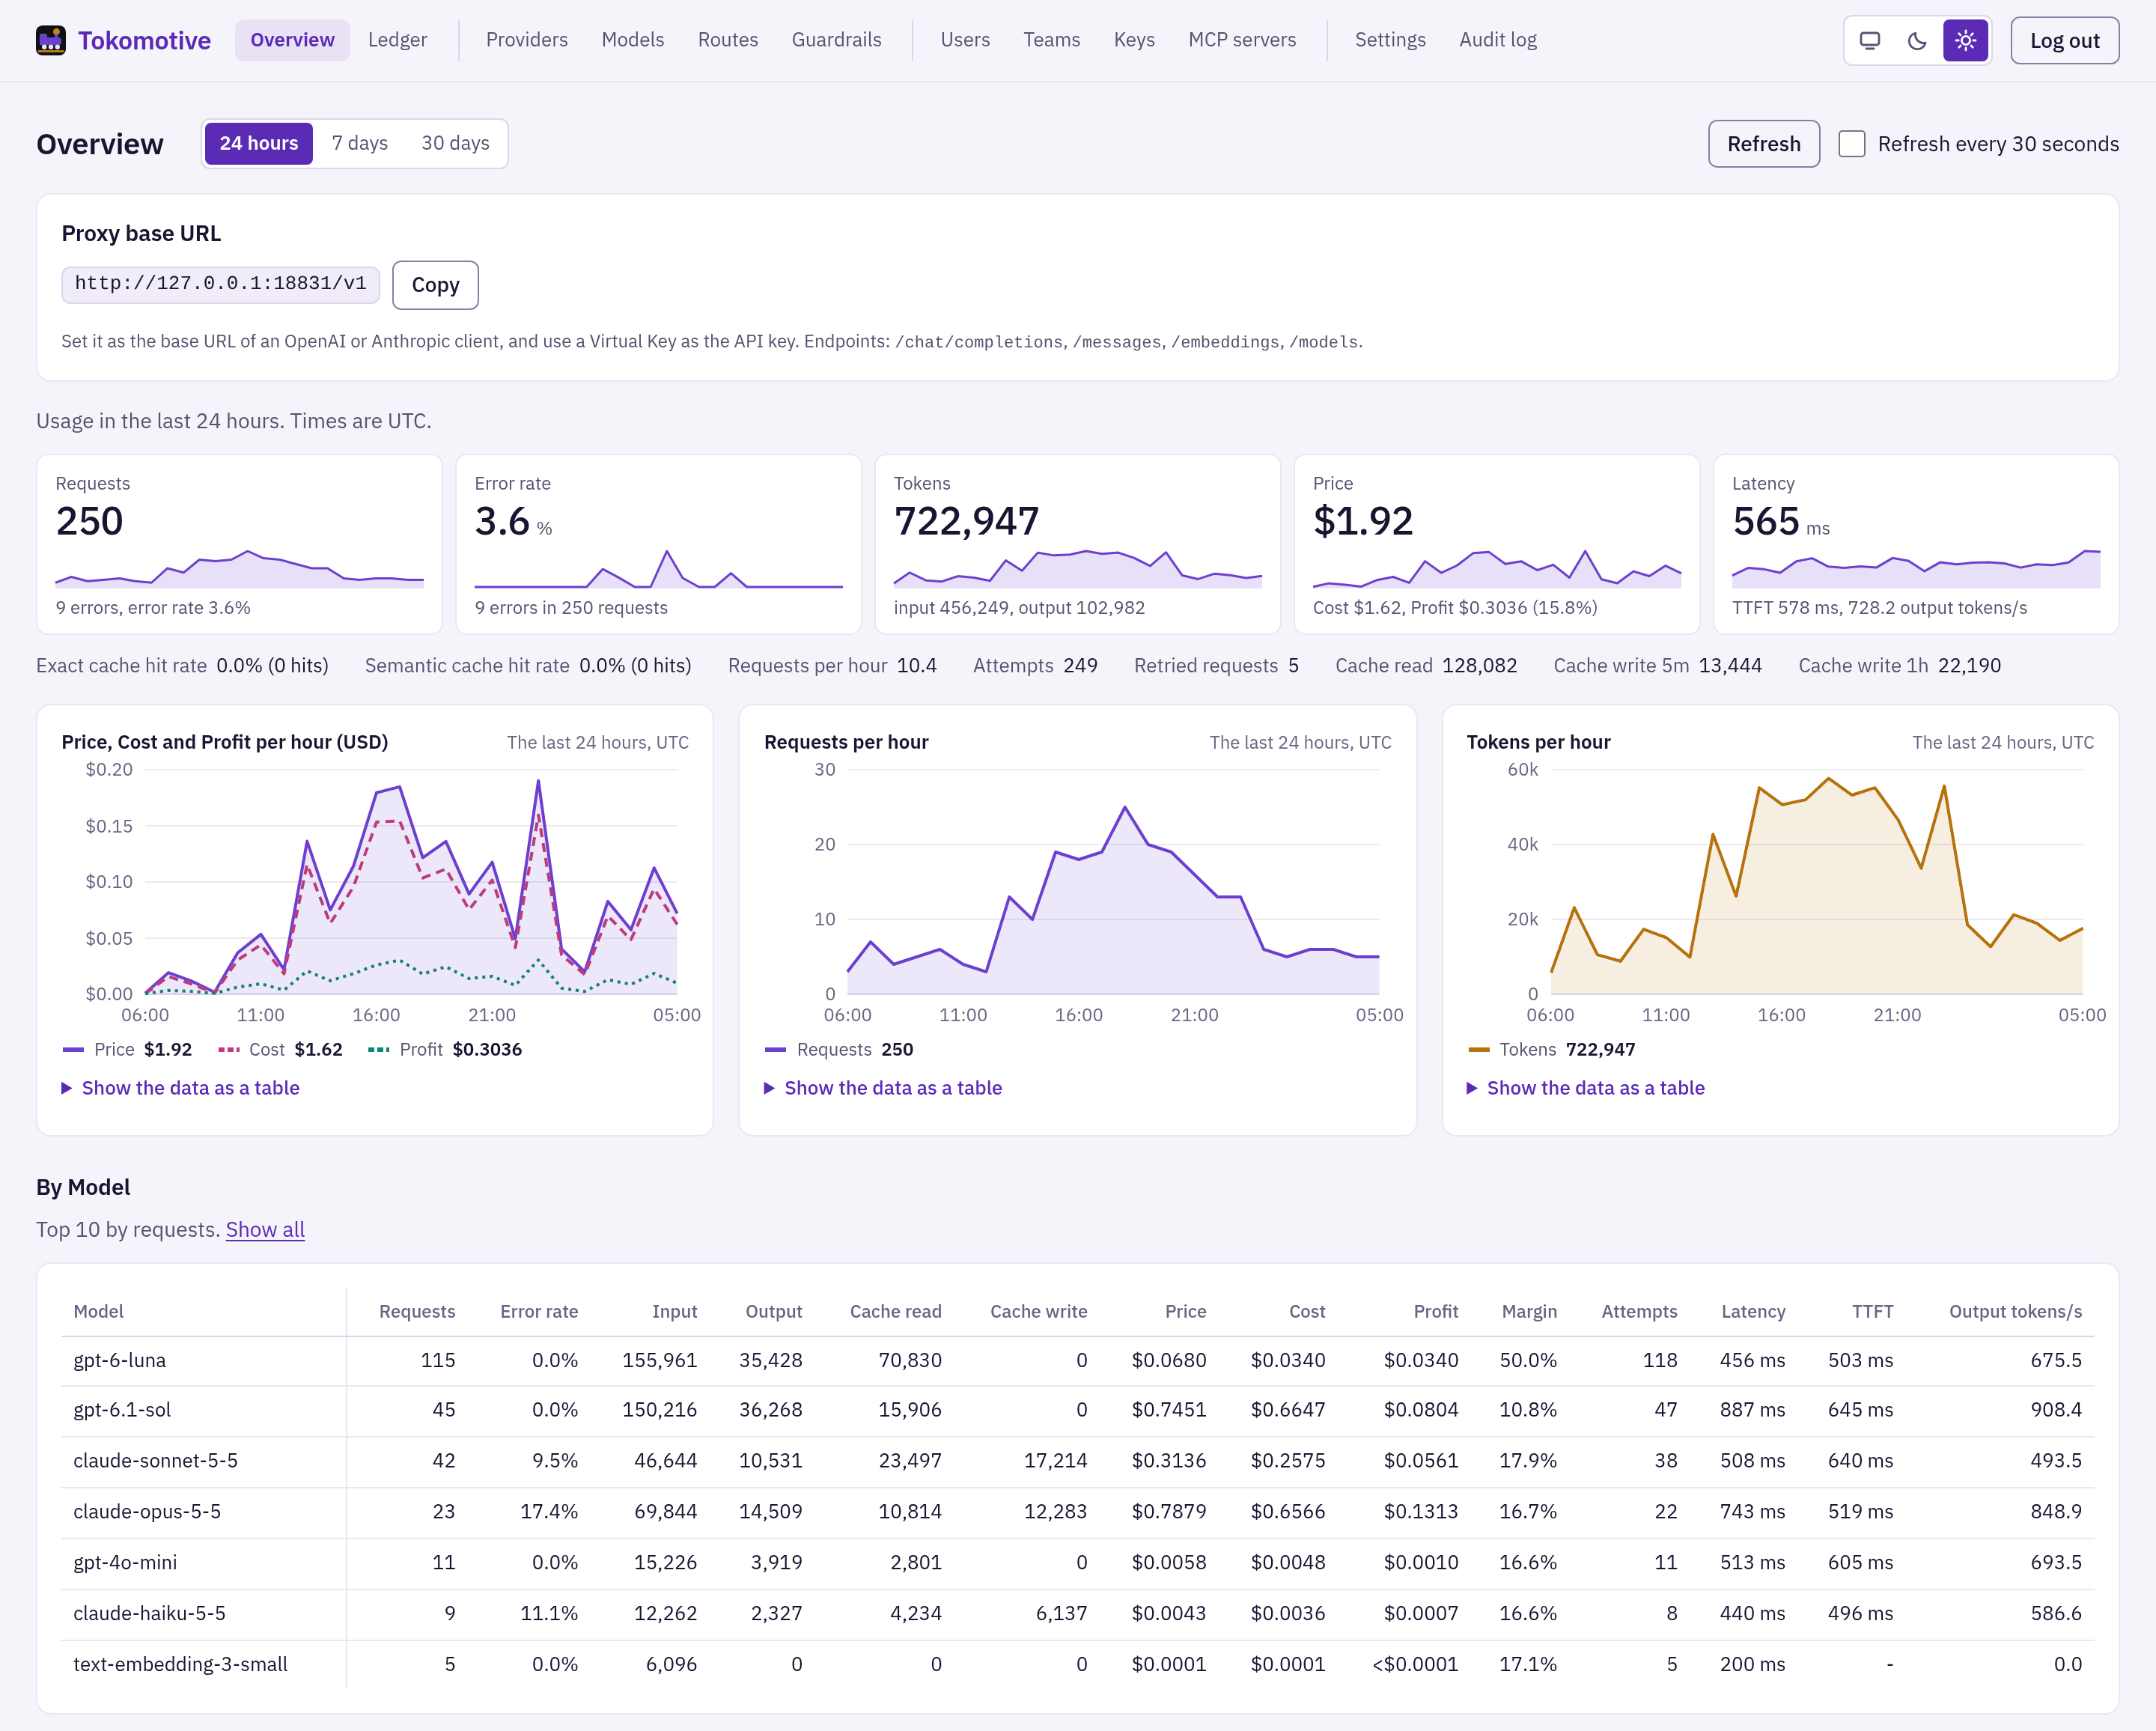 Tokomotive Overview Ledger Providers Models Routes Guardrails Users Teams Keys MCP servers Settings Audit log Log out
Overview 24 hours 7 days 30 days Refresh Refresh every 30 seconds
Proxy base URL
http://127.0.0.1:18831/v1 Copy
Set it as the base URL of an OpenAI or Anthropic client, and use a Virtual Key as the API key. Endpoints: /chat/completions, /messages, /embeddings, /models.
Usage in the last 24 hours. Times are UTC.
Requests
250
9 errors, error rate 3.6%
Error rate
3.6 %
9 errors in 250 requests
Tokens
722,947
input 456,249, output 102,982
Price
$1.92
Cost $1.62, Profit $0.3036 (15.8%)
Latency
565 ms
TTFT 578 ms, 728.2 output tokens/s
Exact cache hit rate 0.0% (0 hits) Semantic cache hit rate 0.0% (0 hits) Requests per hour 10.4 Attempts 249 Retried requests 5 Cache read 128,082 Cache write 5m 13,444 Cache write 1h 22,190
Price, Cost and Profit per hour (USD) The last 24 hours, UTC
$0.20
$0.15
$0.10
$0.05
$0.00
06:00 11:00 16:00 21:00 05:00
Price $1.92 Cost $1.62 Profit $0.3036
Show the data as a table
Requests per hour The last 24 hours, UTC
30
20
10
0
06:00 11:00 16:00 21:00 05:00
Requests 250
Show the data as a table
Tokens per hour The last 24 hours, UTC
60k
40k
20k
0
06:00 11:00 16:00 21:00 05:00
Tokens 722,947
Show the data as a table
By Model
Top 10 by requests. Show all
Model Requests Error rate Input Output Cache read Cache write Price Cost Profit Margin Attempts Latency TTFT Output tokens/s
gpt-6-luna 115 0.0% 155,961 35,428 70,830 0 $0.0680 $0.0340 $0.0340 50.0% 118 456 ms 503 ms 675.5
gpt-6.1-sol 45 0.0% 150,216 36,268 15,906 0 $0.7451 $0.6647 $0.0804 10.8% 47 887 ms 645 ms 908.4
claude-sonnet-5-5 42 9.5% 46,644 10,531 23,497 17,214 $0.3136 $0.2575 $0.0561 17.9% 38 508 ms 640 ms 493.5
claude-opus-5-5 23 17.4% 69,844 14,509 10,814 12,283 $0.7879 $0.6566 $0.1313 16.7% 22 743 ms 519 ms 848.9
gpt-4o-mini 11 0.0% 15,226 3,919 2,801 0 $0.0058 $0.0048 $0.0010 16.6% 11 513 ms 605 ms 693.5
claude-haiku-5-5 9 11.1% 12,262 2,327 4,234 6,137 $0.0043 $0.0036 $0.0007 16.6% 8 440 ms 496 ms 586.6
text-embedding-3-small 5 0.0% 6,096 0 0 0 $0.0001 $0.0001 <$0.0001 17.1% 5 200 ms - 0.0